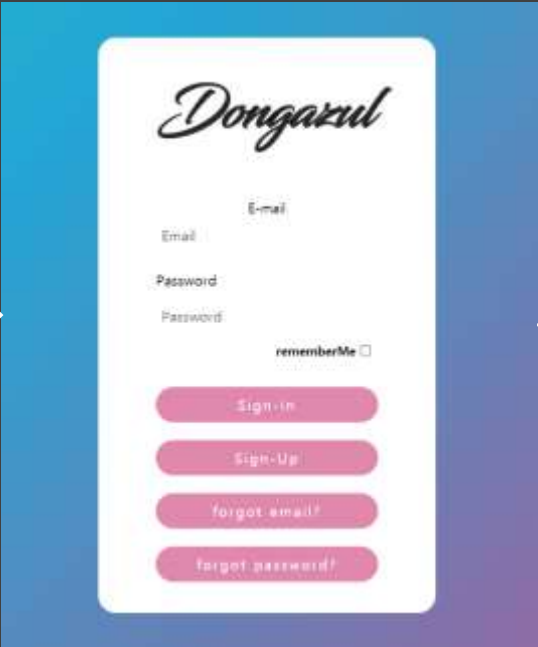 Dongazul
E-mail
Email
Password
Password
rememberMe
Sign-in
Sign-Up
forgot email?
forgot password?